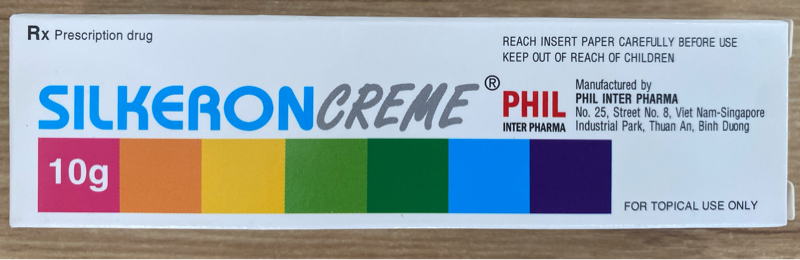 Rx Prescription drug
REACH INSERT PAPER CAREFULLY BEFORE USE
KEEP OUT OF REACH OF CHILDREN
SILKERON CREME ®
PHIL
INTER PHARMA
Manufactured by
PHIL INTER PHARMA
No. 25, Street No. 8, Viet Nam-Singapore
Industrial Park, Thuan An, Binh Duong
10g
FOR TOPICAL USE ONLY